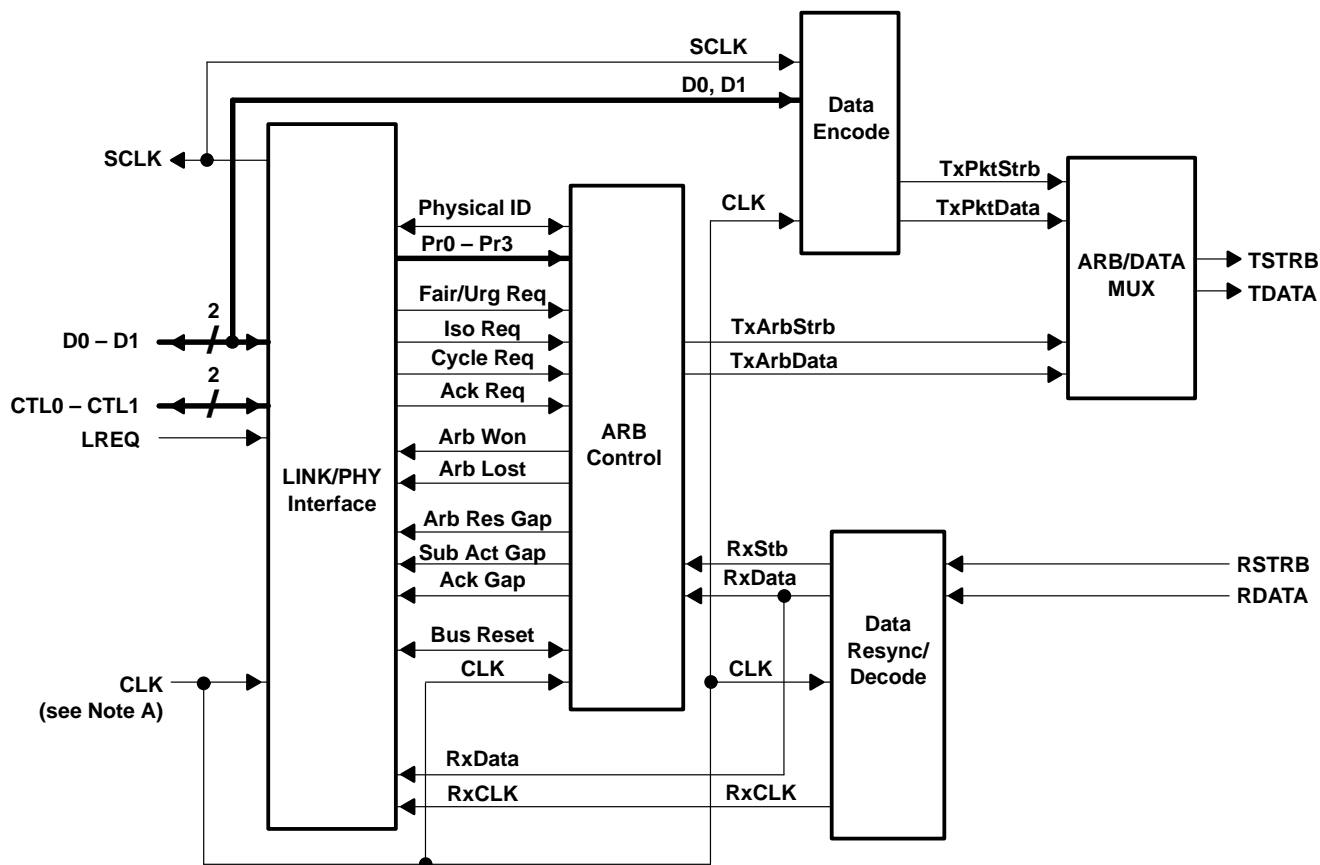 SCLK
D0, D1
Data
Encode
SCLK
TxPktStrb
Physical ID
CLK
TxPktData
Pr0 – Pr3
ARB/DATA
MUX
TSTRB
TDATA
Fair/Urg Req
2
Iso Req
TxArbStrb
D0 – D1
Cycle Req
TxArbData
2
Ack Req
CTL0 – CTL1
LREQ
Arb Won
ARB
Control
Arb Lost
LINK/PHY
Interface
Arb Res Gap
Sub Act Gap
RxStb
RSTRB
Ack Gap
RxData
RDATA
Data
Resync/
Decode
Bus Reset
CLK
CLK
CLK
(see Note A)
RxData
RxCLK
RxCLK